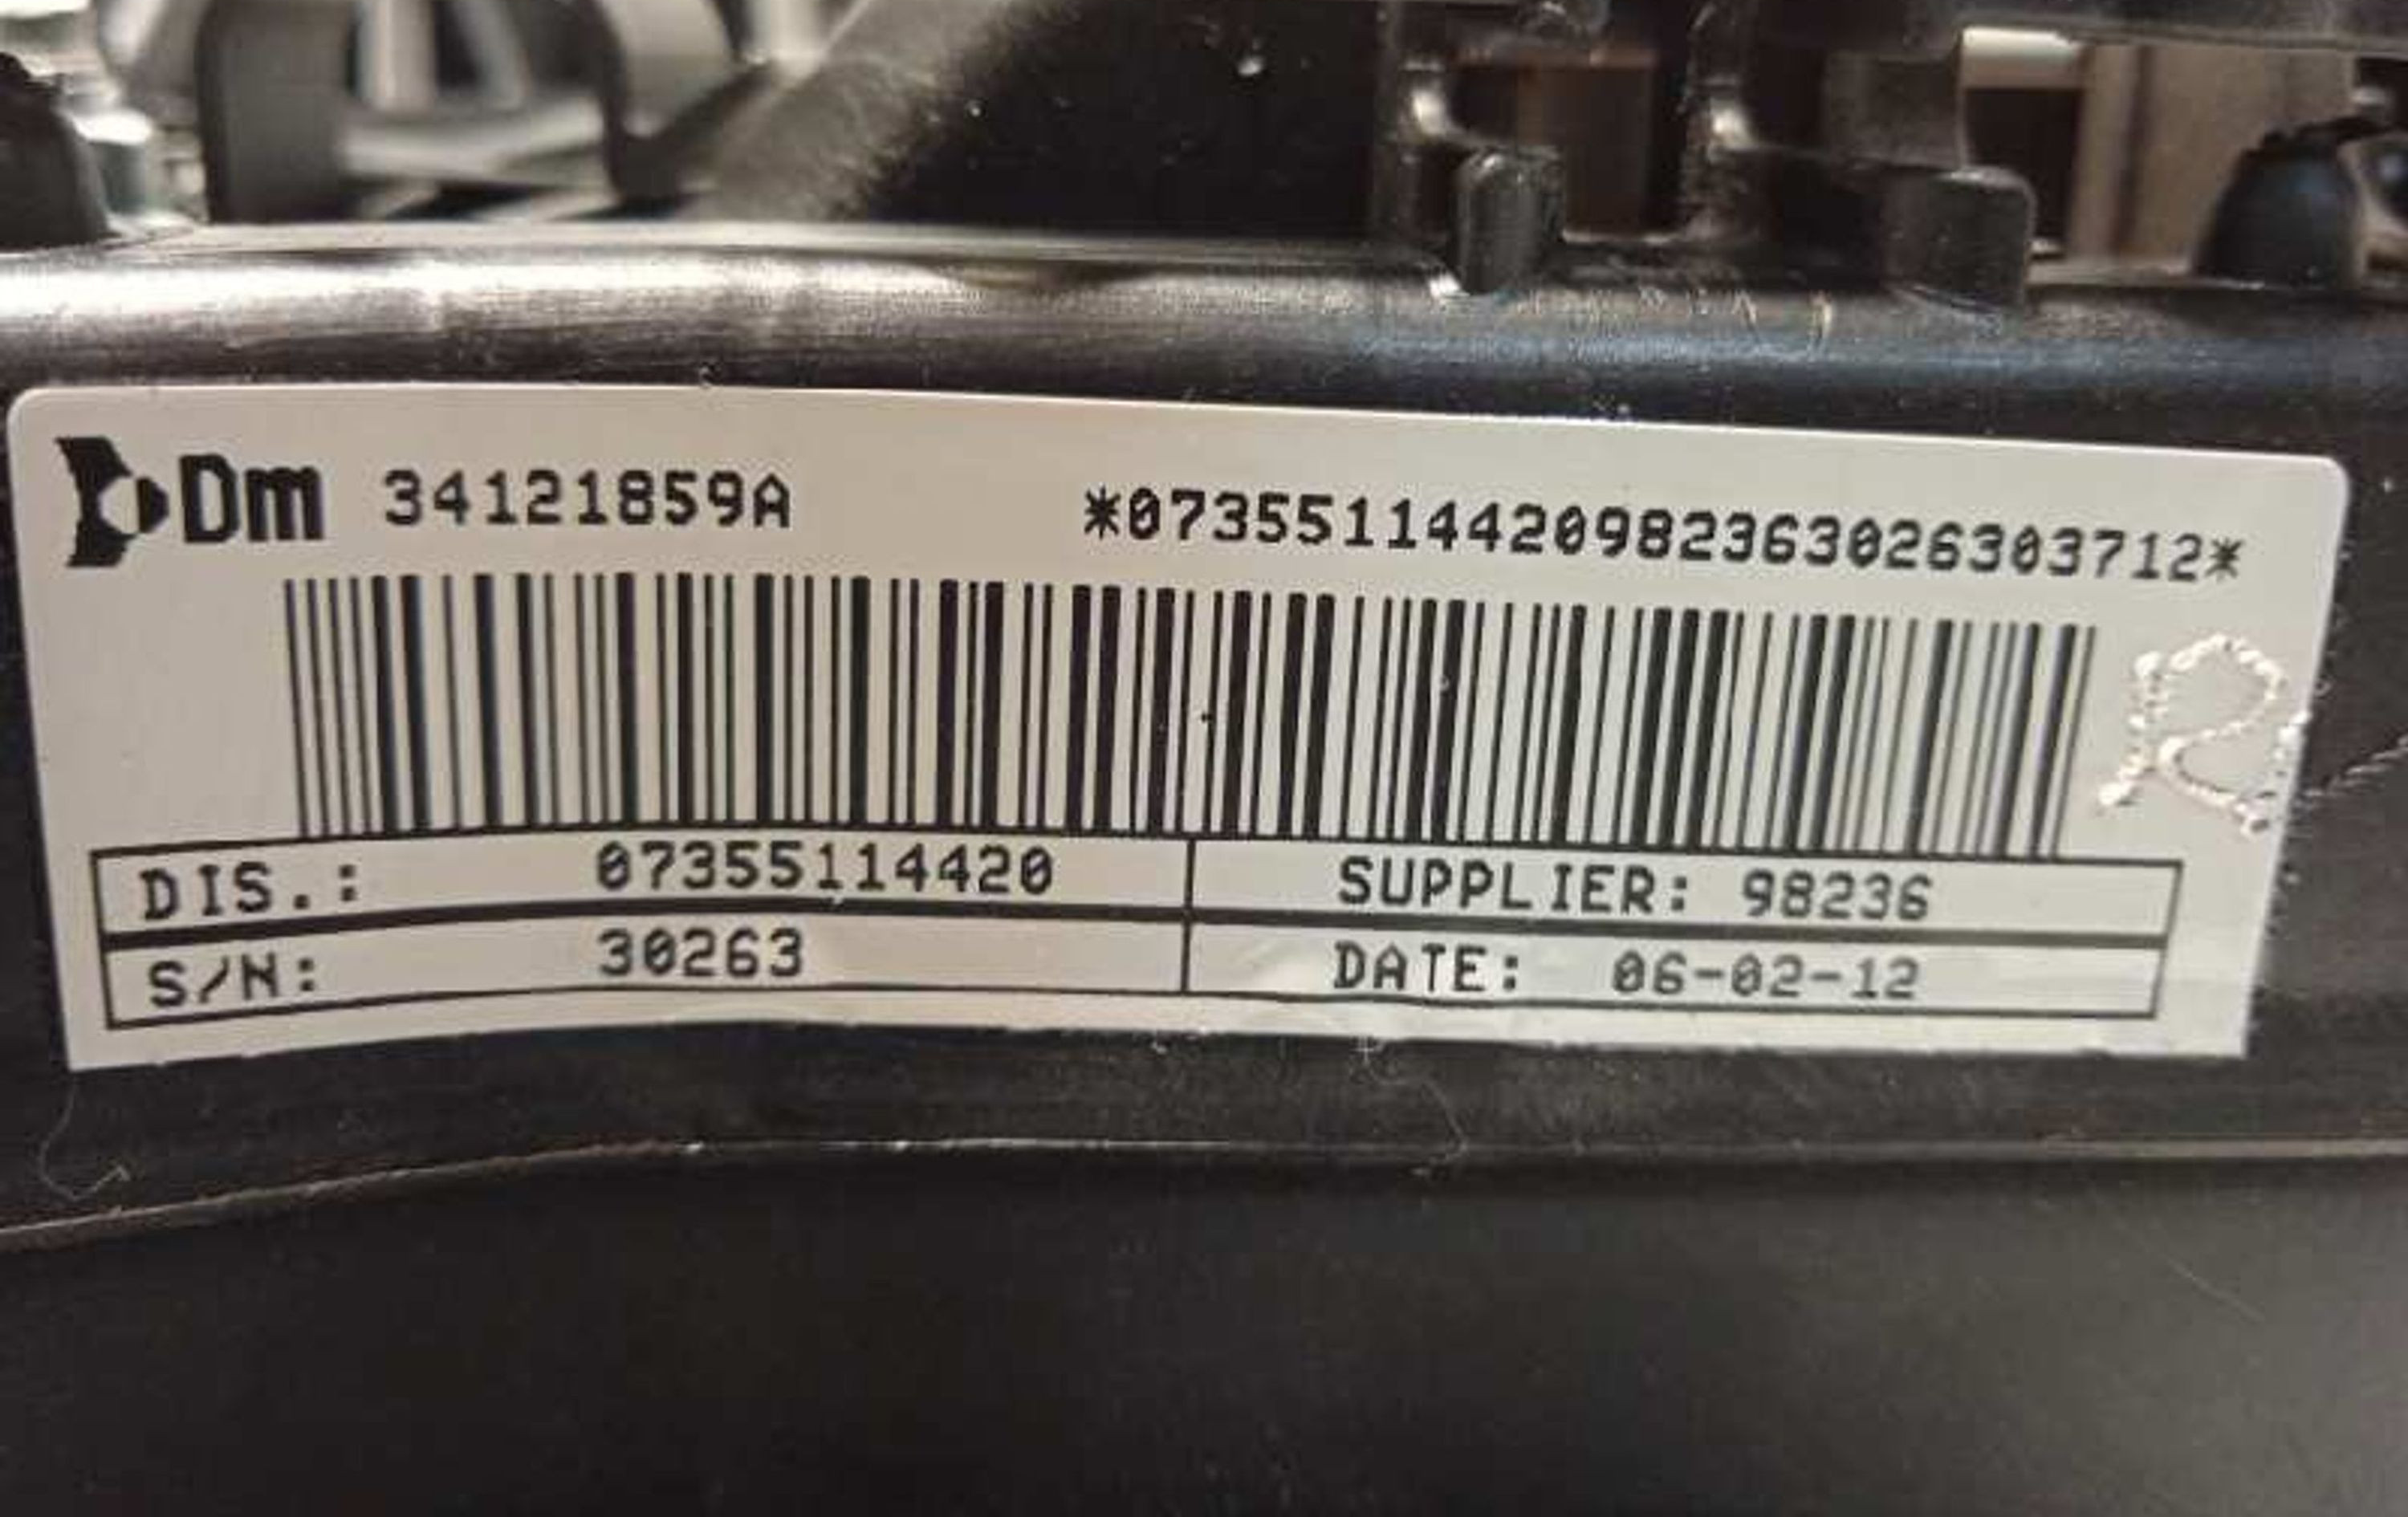 Dm 34121859A *07355114420982363026303712*
DIS.: 07355114420 SUPPLIER: 98236
S/N: 30263 DATE: 06-02-12
R